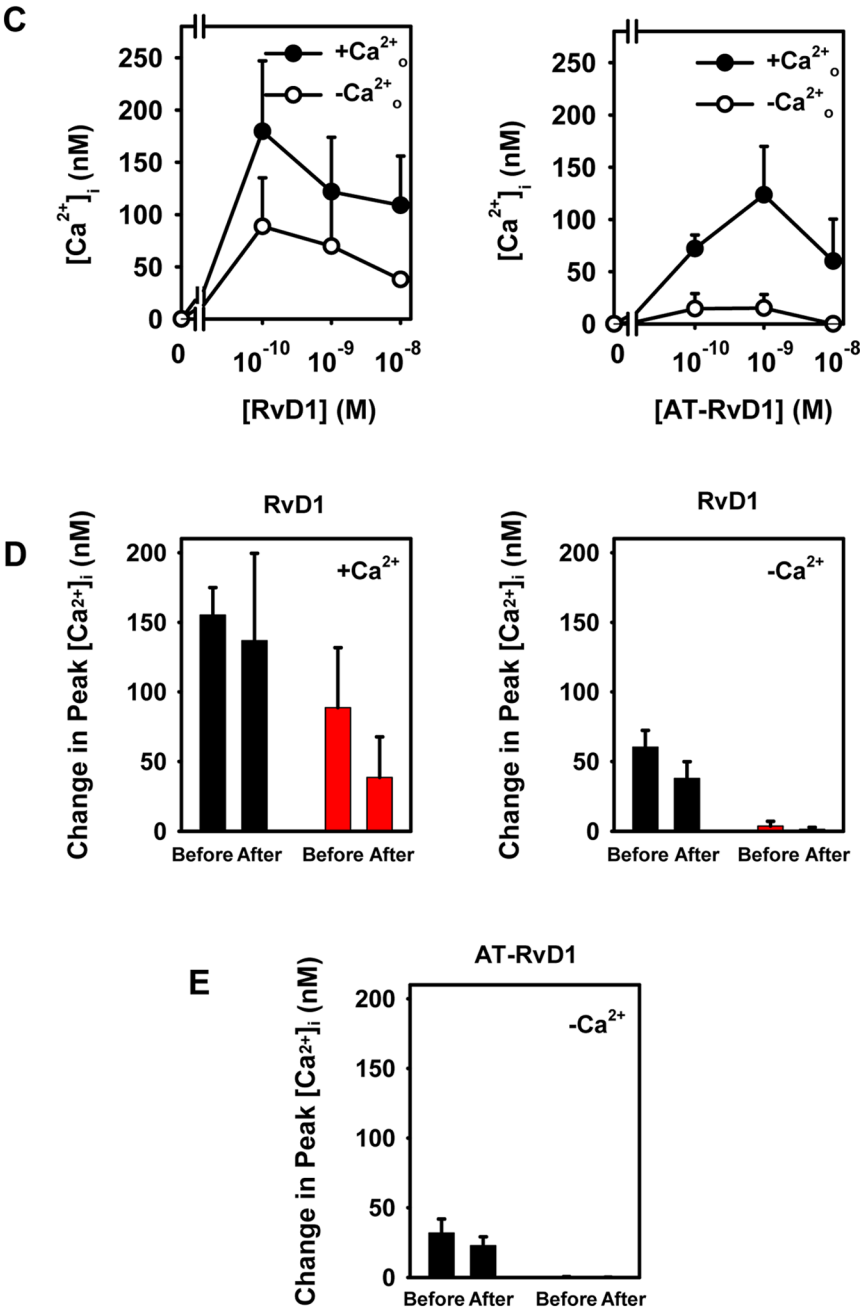 C
250
200
150
100
50
0
[Ca²⁺]ᵢ (nM)
+Ca²⁺ₒ
-Ca²⁺ₒ
0 10⁻¹⁰ 10⁻⁹ 10⁻⁸
[RvD1] (M)
250
200
150
100
50
0
[Ca²⁺]ᵢ (nM)
+Ca²⁺ₒ
-Ca²⁺ₒ
0 10⁻¹⁰ 10⁻⁹ 10⁻⁸
[AT-RvD1] (M)
D
RvD1
200
150
100
50
0
Change in Peak [Ca²⁺]ᵢ (nM)
+Ca²⁺
Before After Before After
RvD1
200
150
100
50
0
Change in Peak [Ca²⁺]ᵢ (nM)
-Ca²⁺
Before After Before After
E
AT-RvD1
200
150
100
50
0
Change in Peak [Ca²⁺]ᵢ (nM)
-Ca²⁺
Before After Before After